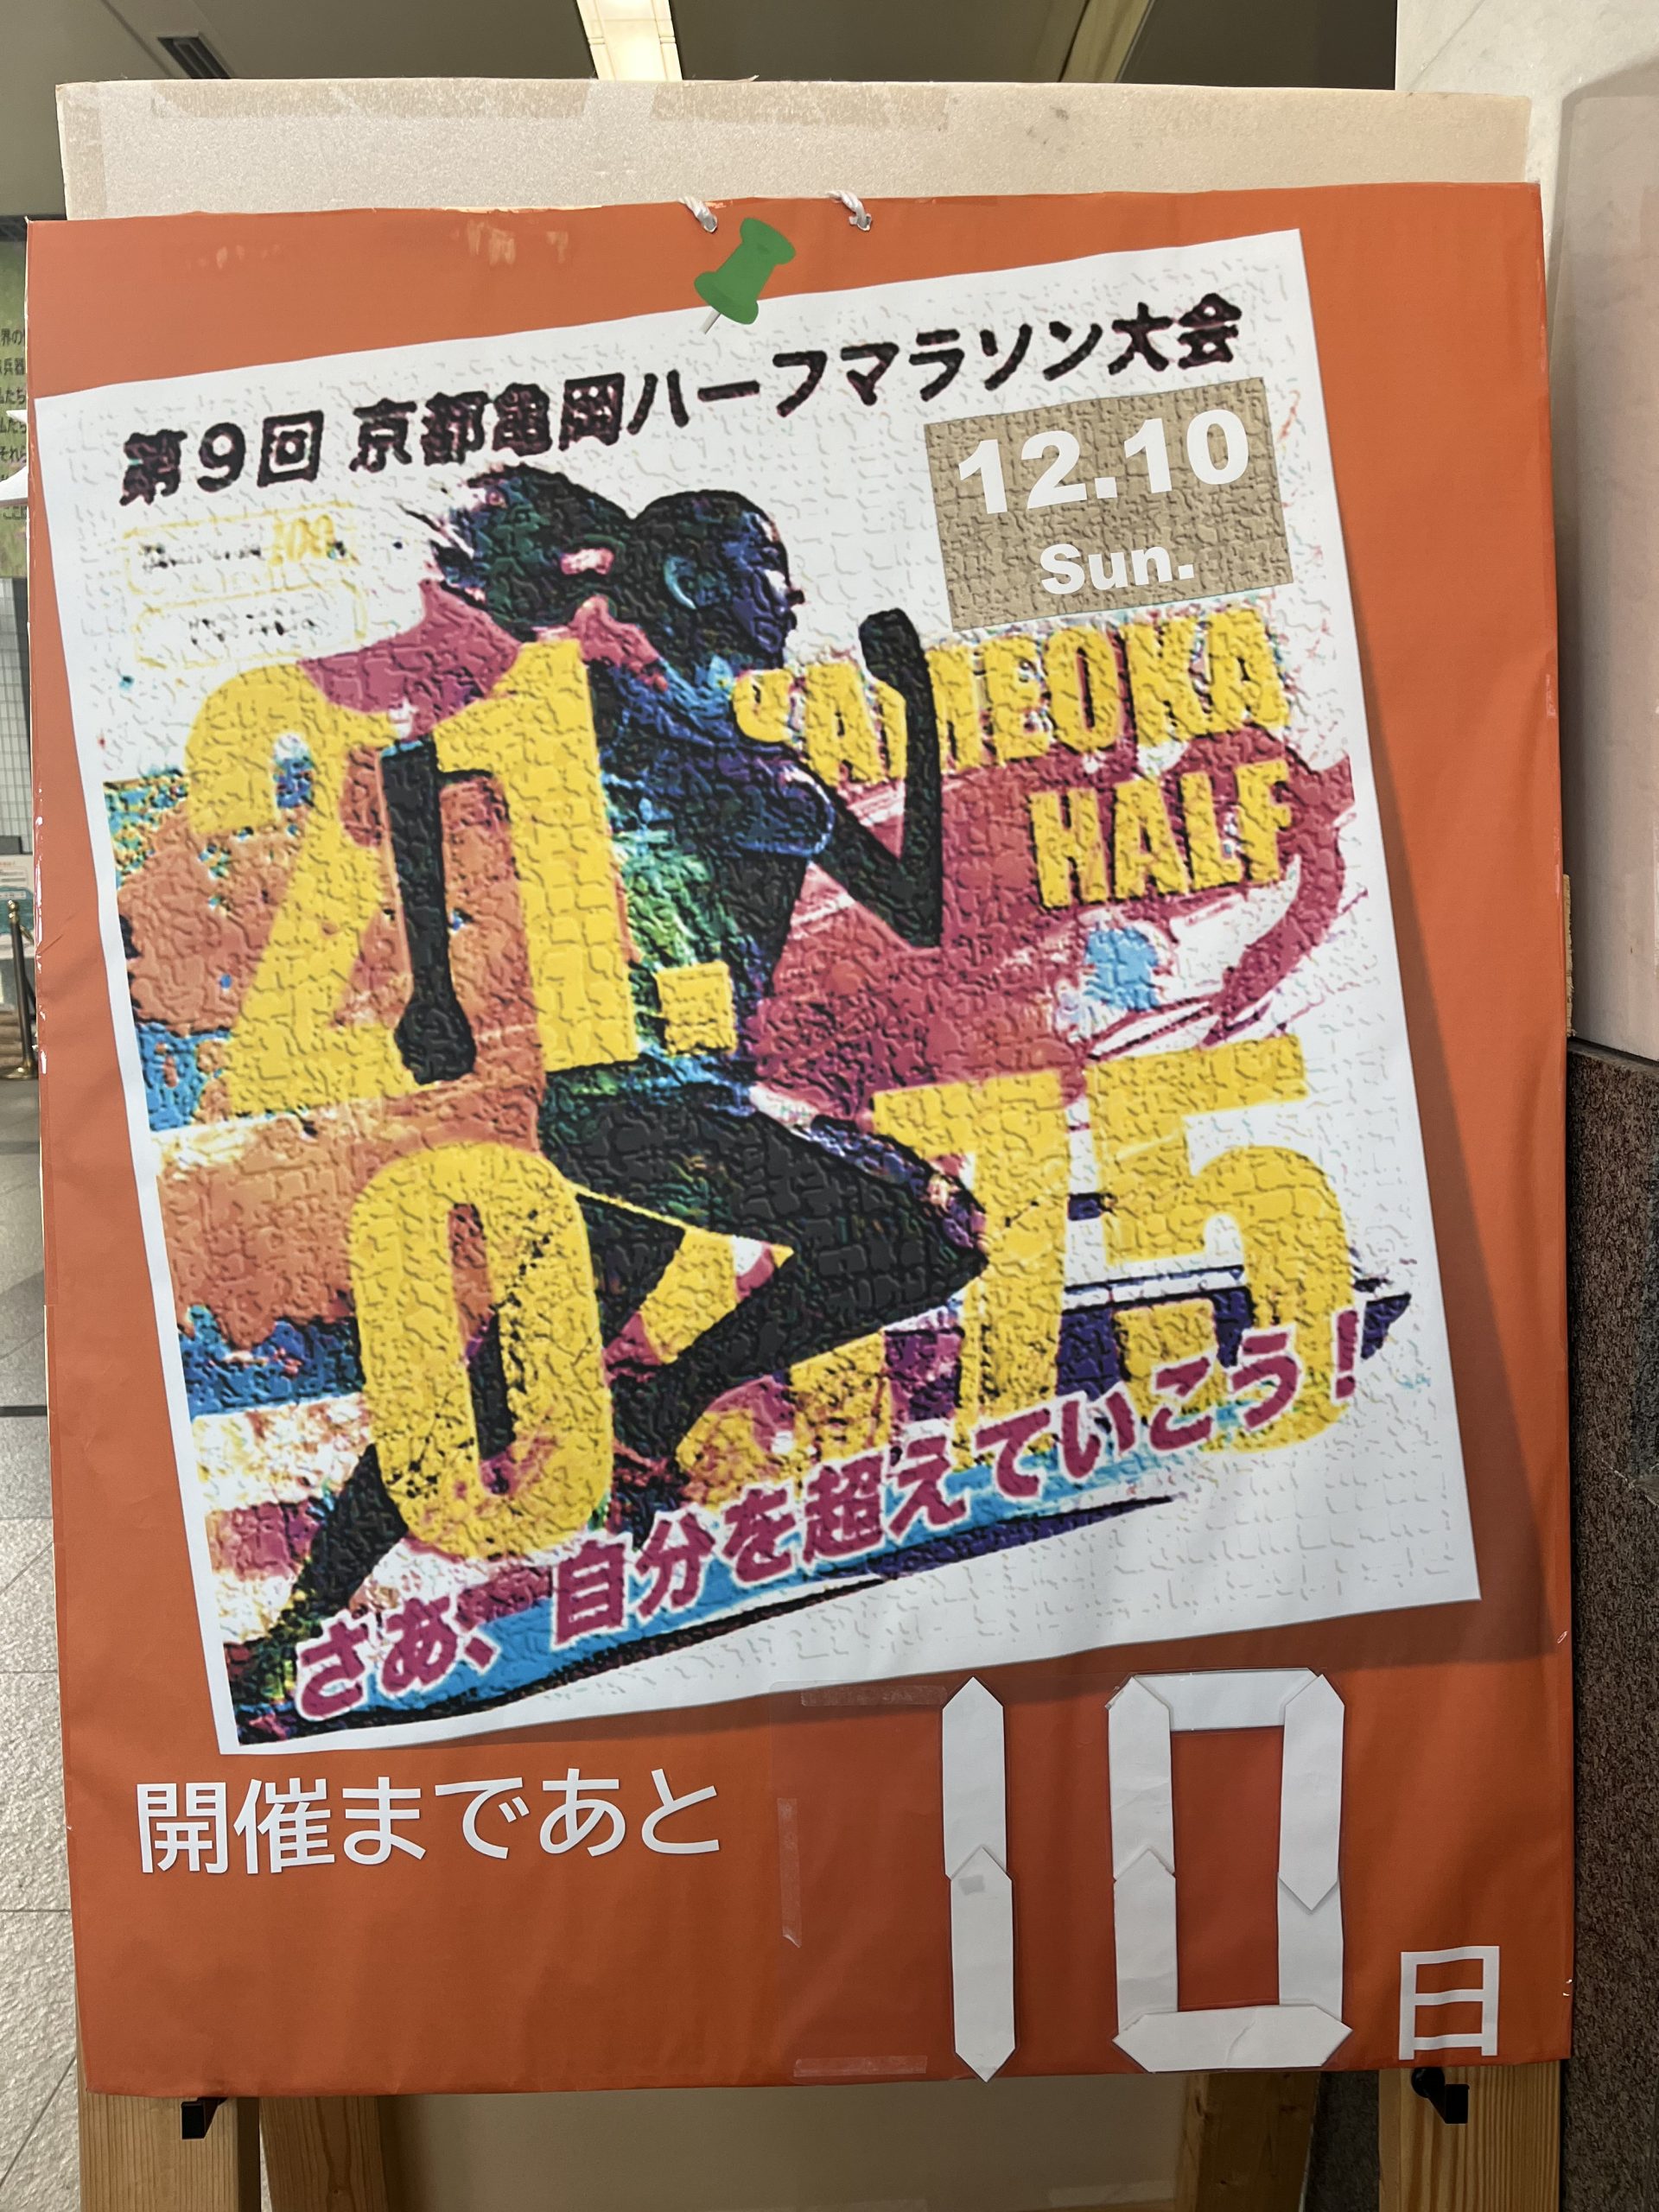 第9回 京都亀岡ハーフマラソン大会
12.10
Sun.
KAMEOKA
HALF
21.
0975
さあ、自分を超えていこう!
開催まであと
10日